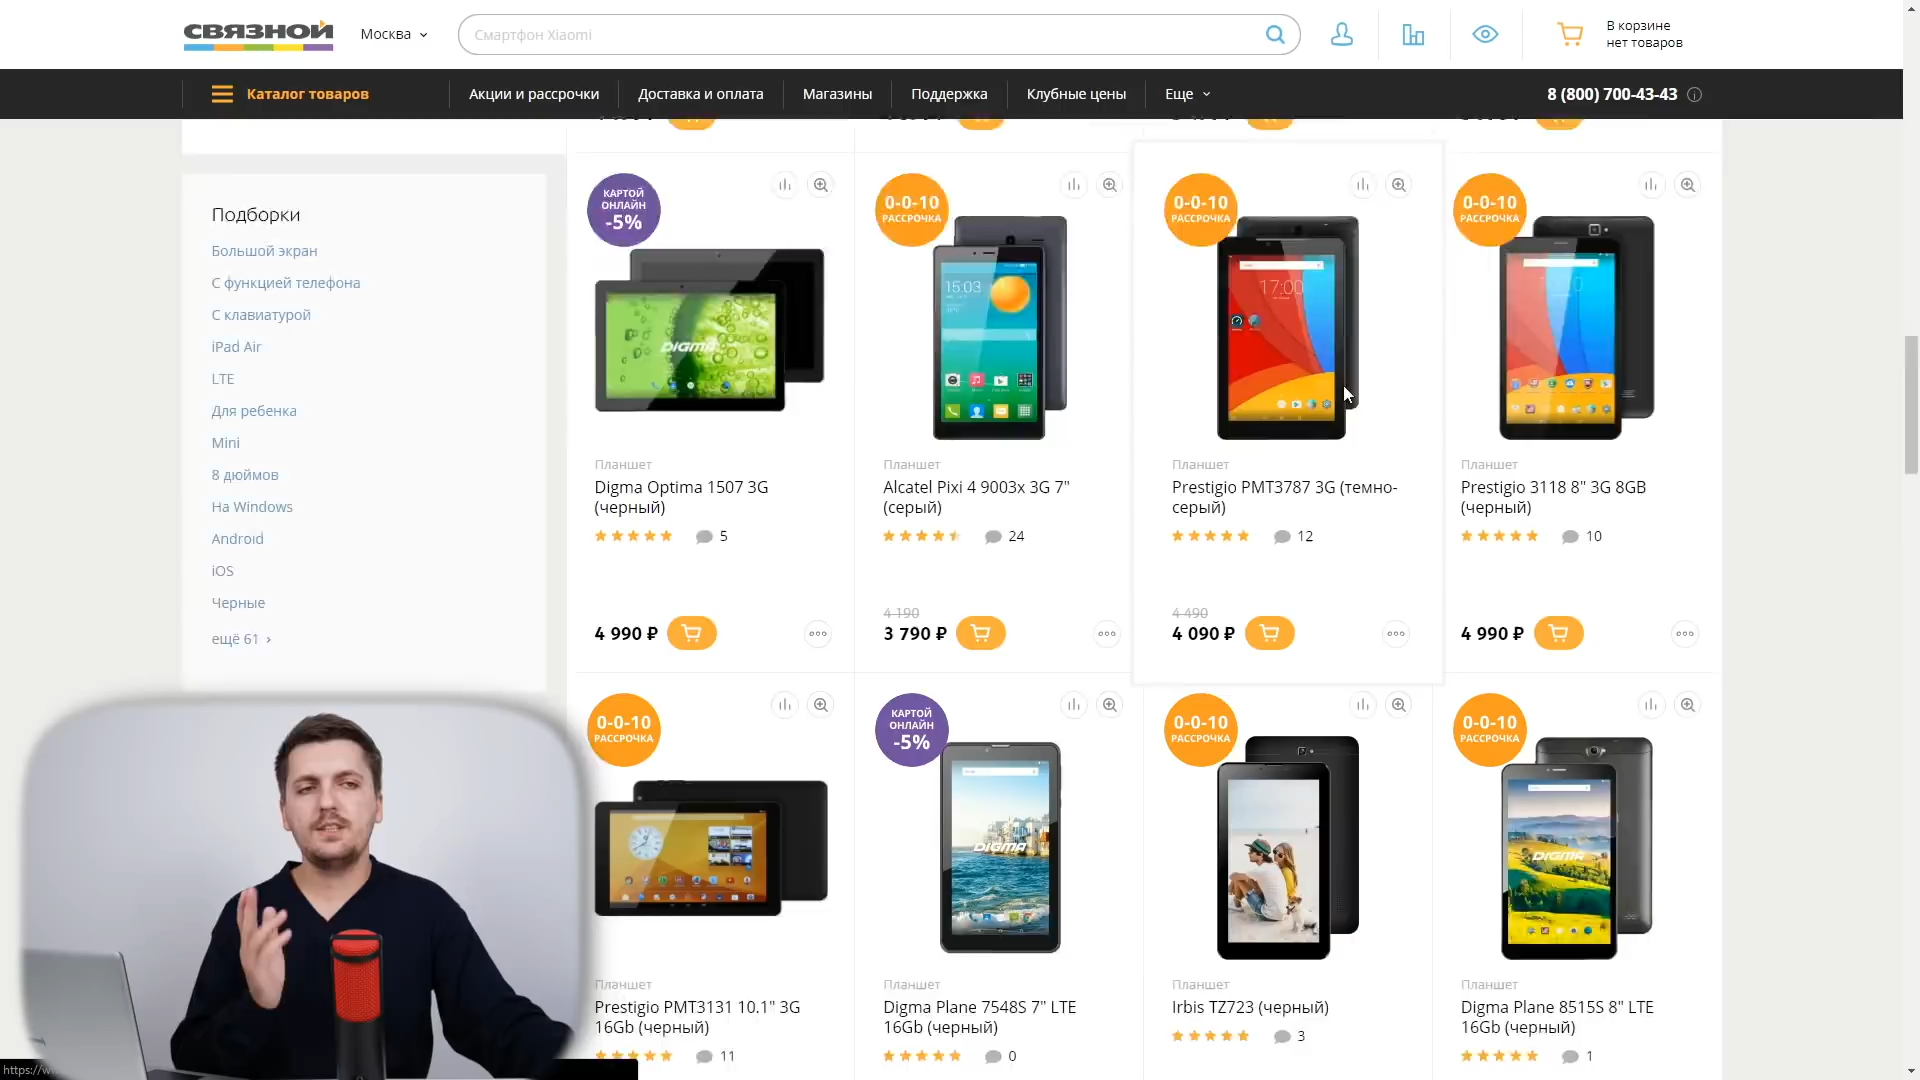 СВЯЗНОЙ
Москва
Смартфон Xiaomi
В корзине
нет товаров
Каталог товаров
Акции и рассрочки
Доставка и оплата
Магазины
Поддержка
Клубные цены
Еще
8 (800) 700-43-43
Подборки
Большой экран
С функцией телефона
С клавиатурой
iPad Air
LTE
Для ребенка
Mini
8 дюймов
На Windows
Android
iOS
Черные
ещё 61 ›
КАРТОЙ
ОНЛАЙН
-5%
DIGMA
Планшет
Digma Optima 1507 3G
(черный)
5
4 990 ₽
0-0-10
РАССРОЧКА
15:03
Планшет
Alcatel Pixi 4 9003x 3G 7"
(серый)
24
4 190
3 790 ₽
0-0-10
РАССРОЧКА
17:00
Планшет
Prestigio PMT3787 3G (темно-
серый)
12
4 490
4 090 ₽
0-0-10
РАССРОЧКА
Планшет
Prestigio 3118 8" 3G 8GB
(черный)
10
4 990 ₽
0-0-10
РАССРОЧКА
Планшет
Prestigio PMT3131 10.1" 3G
16Gb (черный)
11
КАРТОЙ
ОНЛАЙН
-5%
DIGMA
Планшет
Digma Plane 7548S 7" LTE
16Gb (черный)
0
0-0-10
РАССРОЧКА
Планшет
Irbis TZ723 (черный)
3
0-0-10
РАССРОЧКА
DIGMA
Планшет
Digma Plane 8515S 8" LTE
16Gb (черный)
1